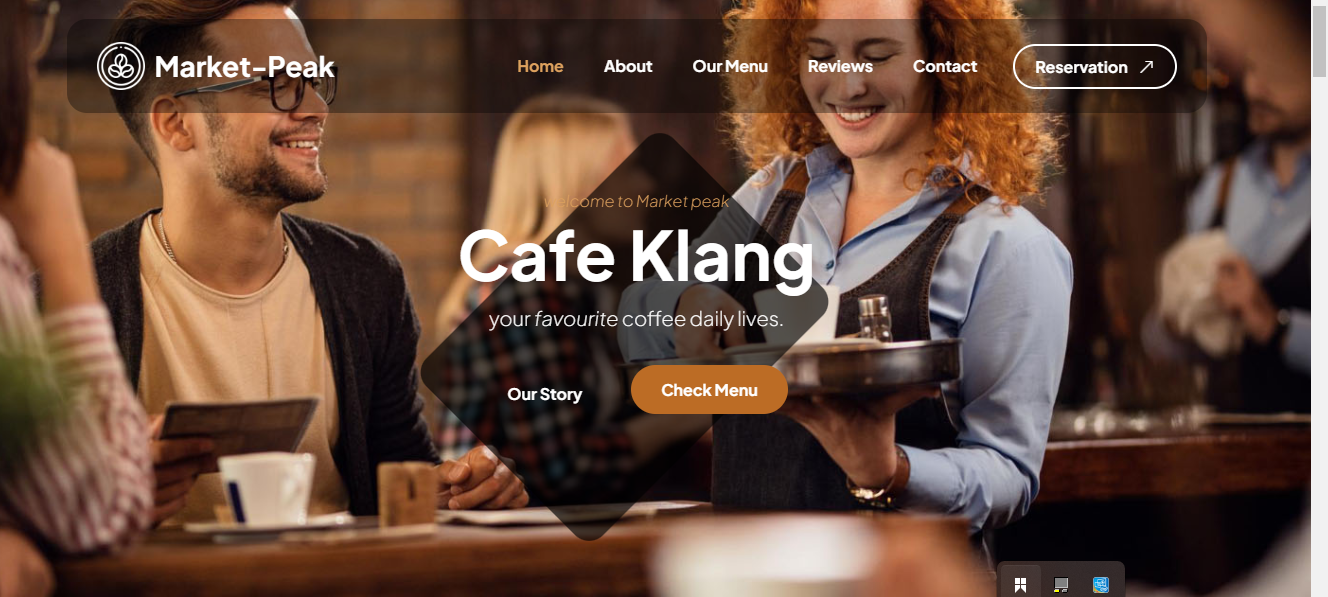 Market-Peak
Home About Our Menu Reviews Contact Reservation
welcome to Market peak
Cafe Klang
your favourite coffee daily lives.
Our Story Check Menu